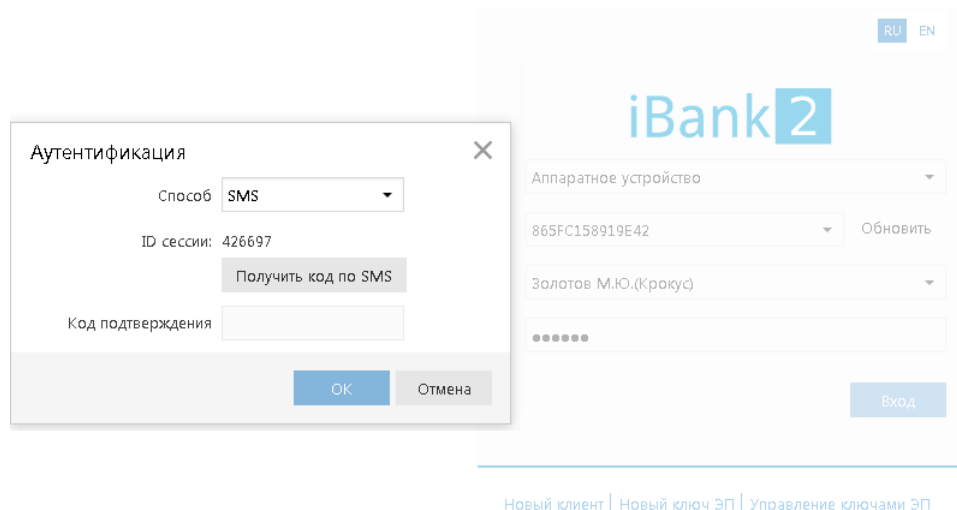 RU EN
iBank 2
Аутентификация
Способ SMS
ID сессии: 426697
Получить код по SMS
Код подтверждения
ОК Отмена
Аппаратное устройство
865FC158919E42 Обновить
Золотов М.Ю.(Крокус)
Вход
Новый клиент | Новый ключ ЭП | Управление ключами ЭП